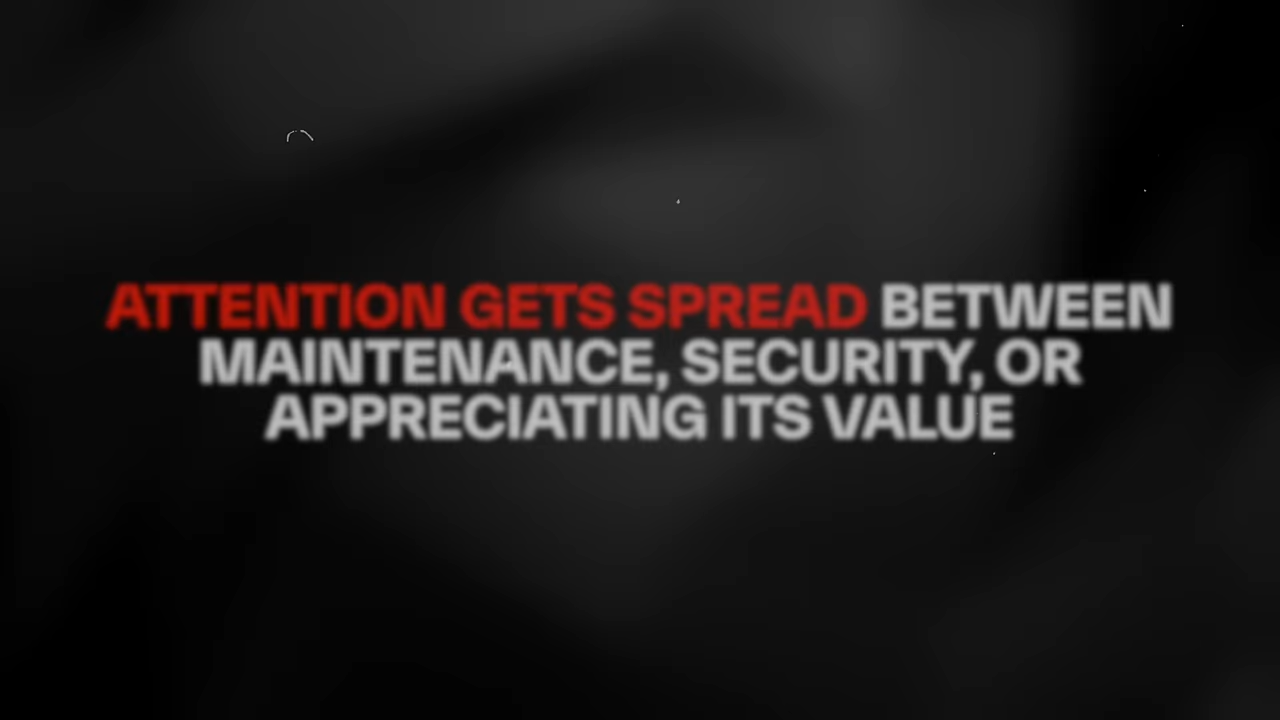 ATTENTION GETS SPREAD BETWEEN
MAINTENANCE, SECURITY, OR
APPRECIATING ITS VALUE